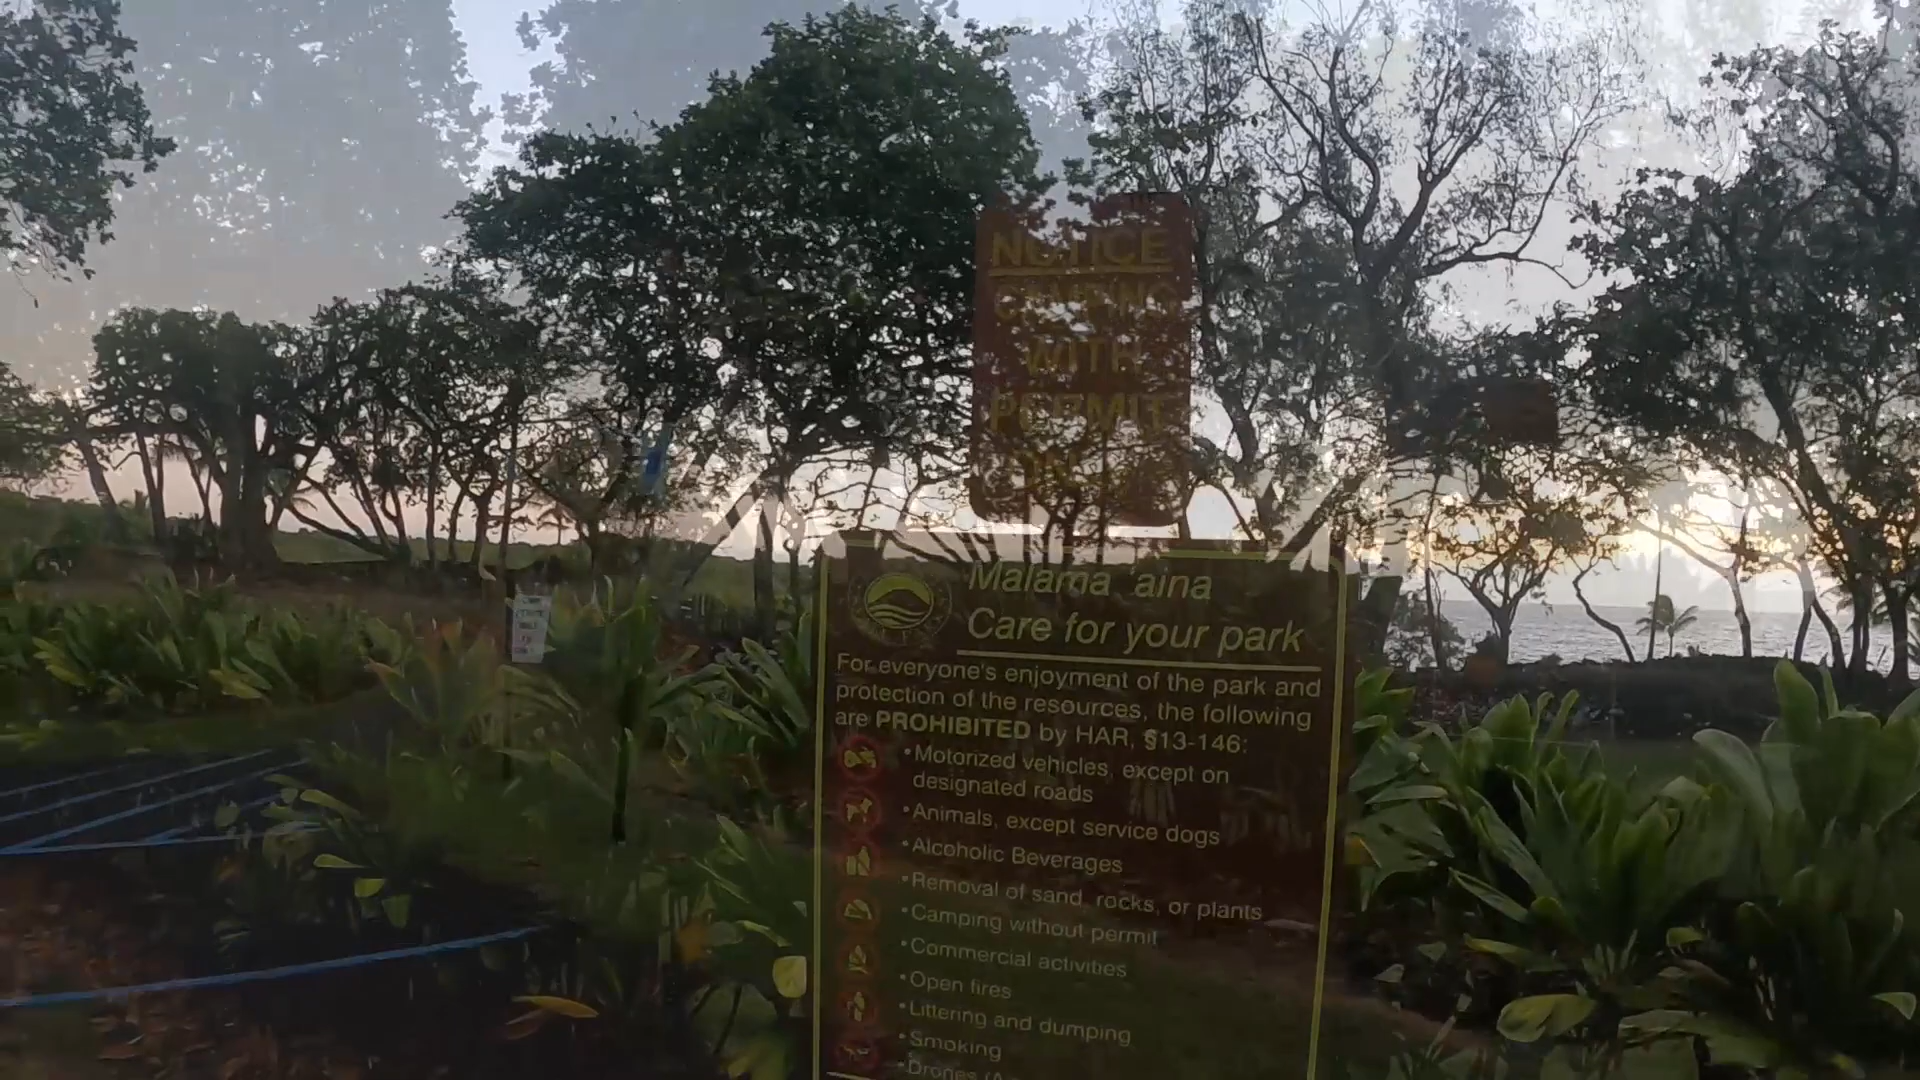 NOTICE
CAMPING
WITH
PERMIT
Malama 'aina
Care for your park
For everyone's enjoyment of the park and
protection of the resources, the following
are PROHIBITED by HAR, §13-146:
•Motorized vehicles, except on
designated roads
•Animals, except service dogs
•Alcoholic Beverages
•Removal of sand, rocks, or plants
•Camping without permit
•Commercial activities
•Open fires
•Littering and dumping
•Smoking
•Drones